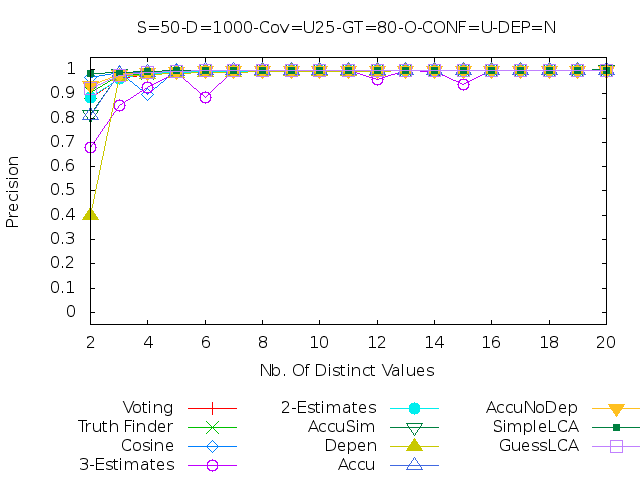 S=50-D=1000-Cov=U25-GT=80-O-CONF=U-DEP=N
1
0.9
0.8
0.7
0.6
0.5
0.4
0.3
0.2
0.1
0
Precision
2 4 6 8 10 12 14 16 18 20
Nb. Of Distinct Values
Voting 2-Estimates AccuNoDep
Truth Finder AccuSim SimpleLCA
Cosine Depen GuessLCA
3-Estimates Accu